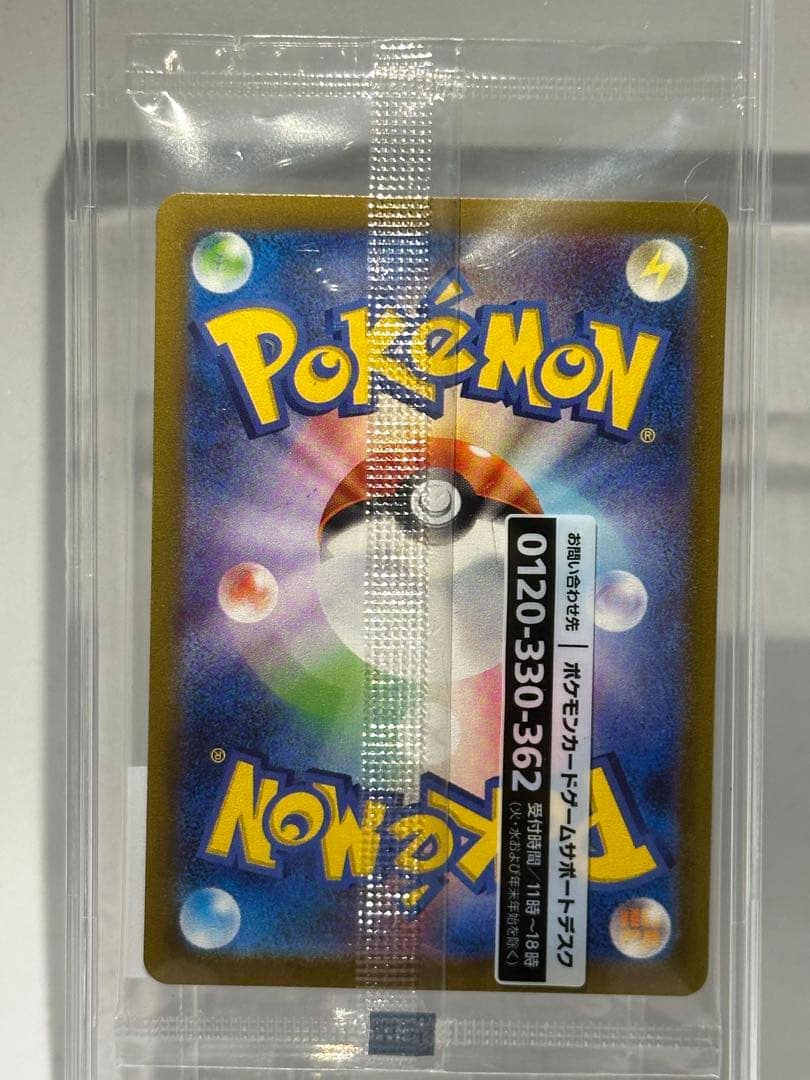 POKéMON
®
お問い合わせ先 | ポケモンカードゲームサポートデスク
0120-330-362 受付時間/11時~18時
(火・水および年末年始を除く)
POKéMON
®